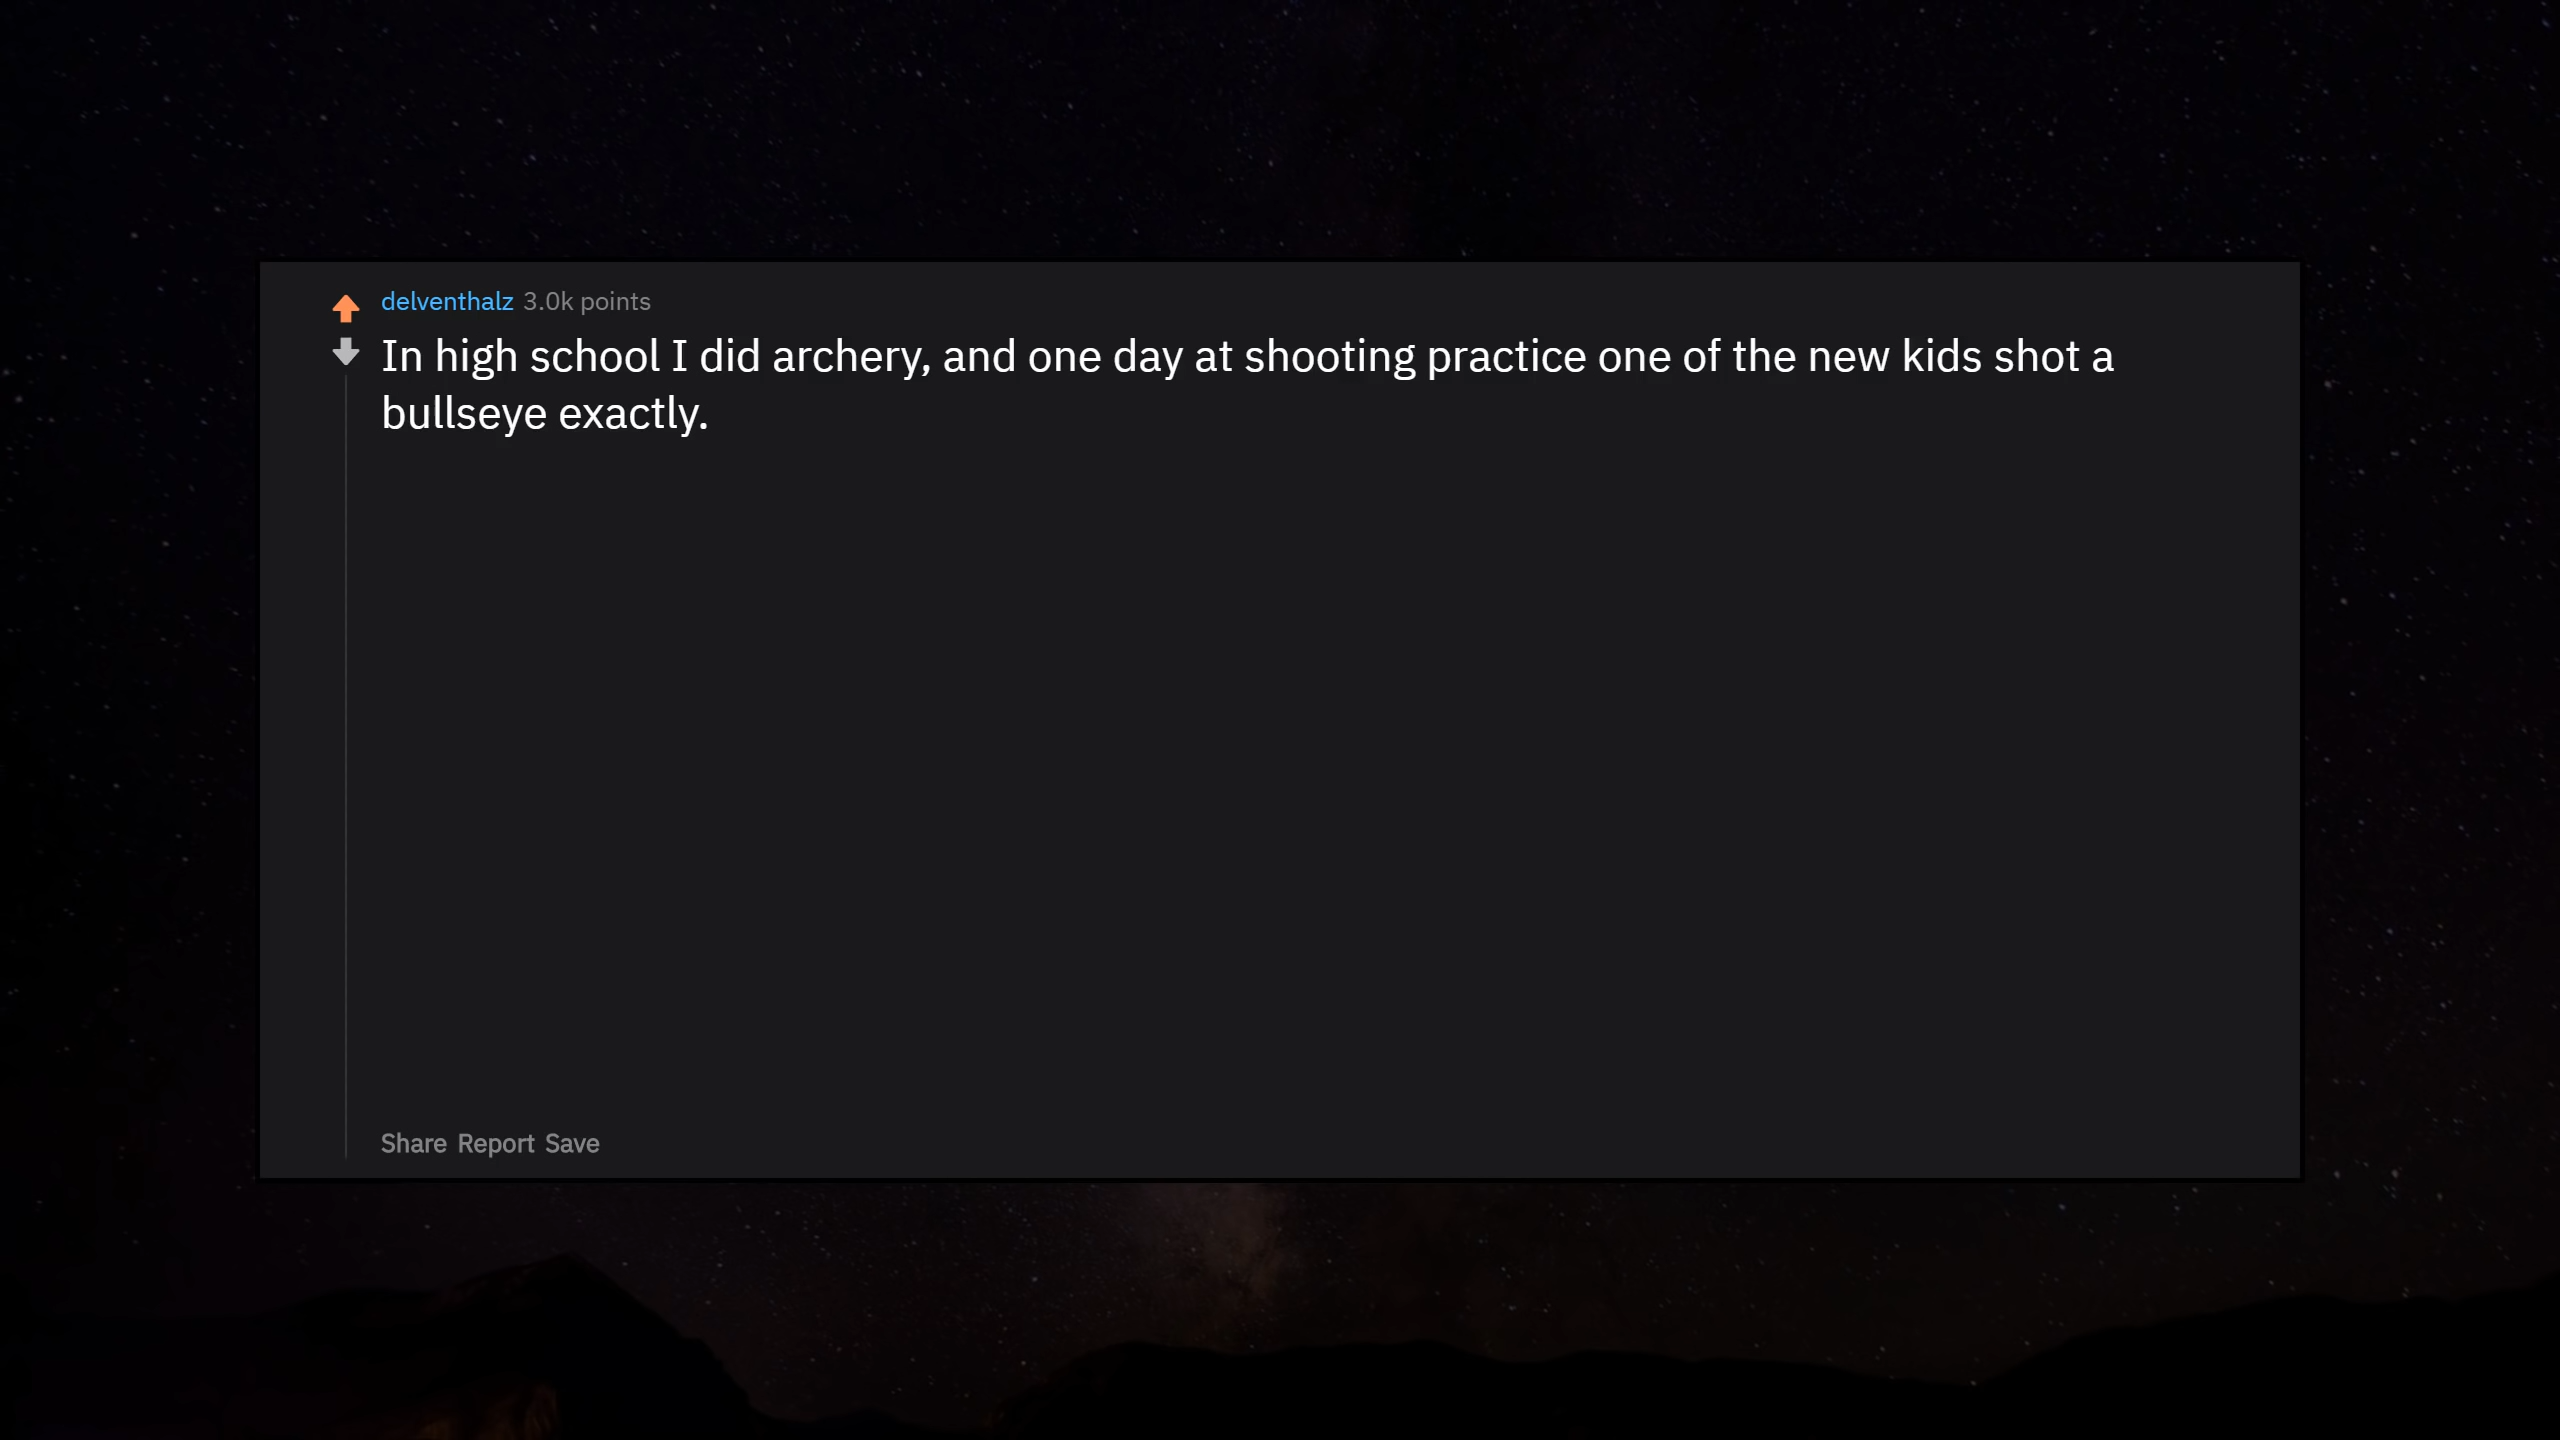 delventhalz 3.0k points
In high school I did archery, and one day at shooting practice one of the new kids shot a
bullseye exactly.
Share Report Save